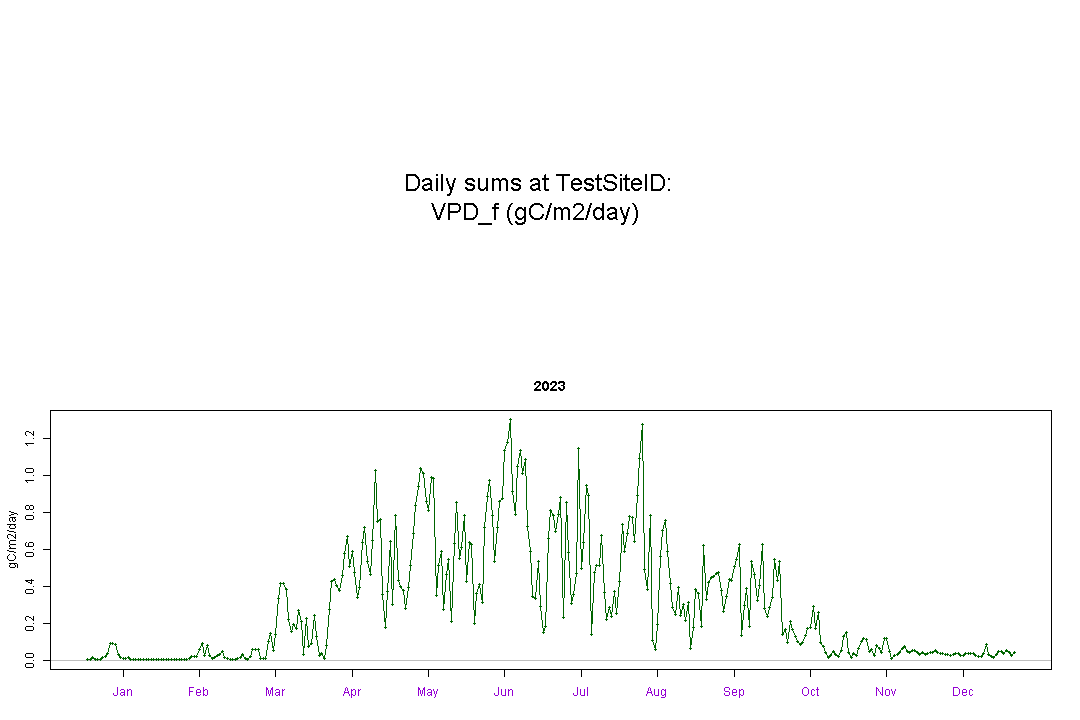 Daily sums at TestSiteID:
VPD_f (gC/m2/day)
2023
gC/m2/day
1.2
1.0
0.8
0.6
0.4
0.2
0.0
Jan Feb Mar Apr May Jun Jul Aug Sep Oct Nov Dec